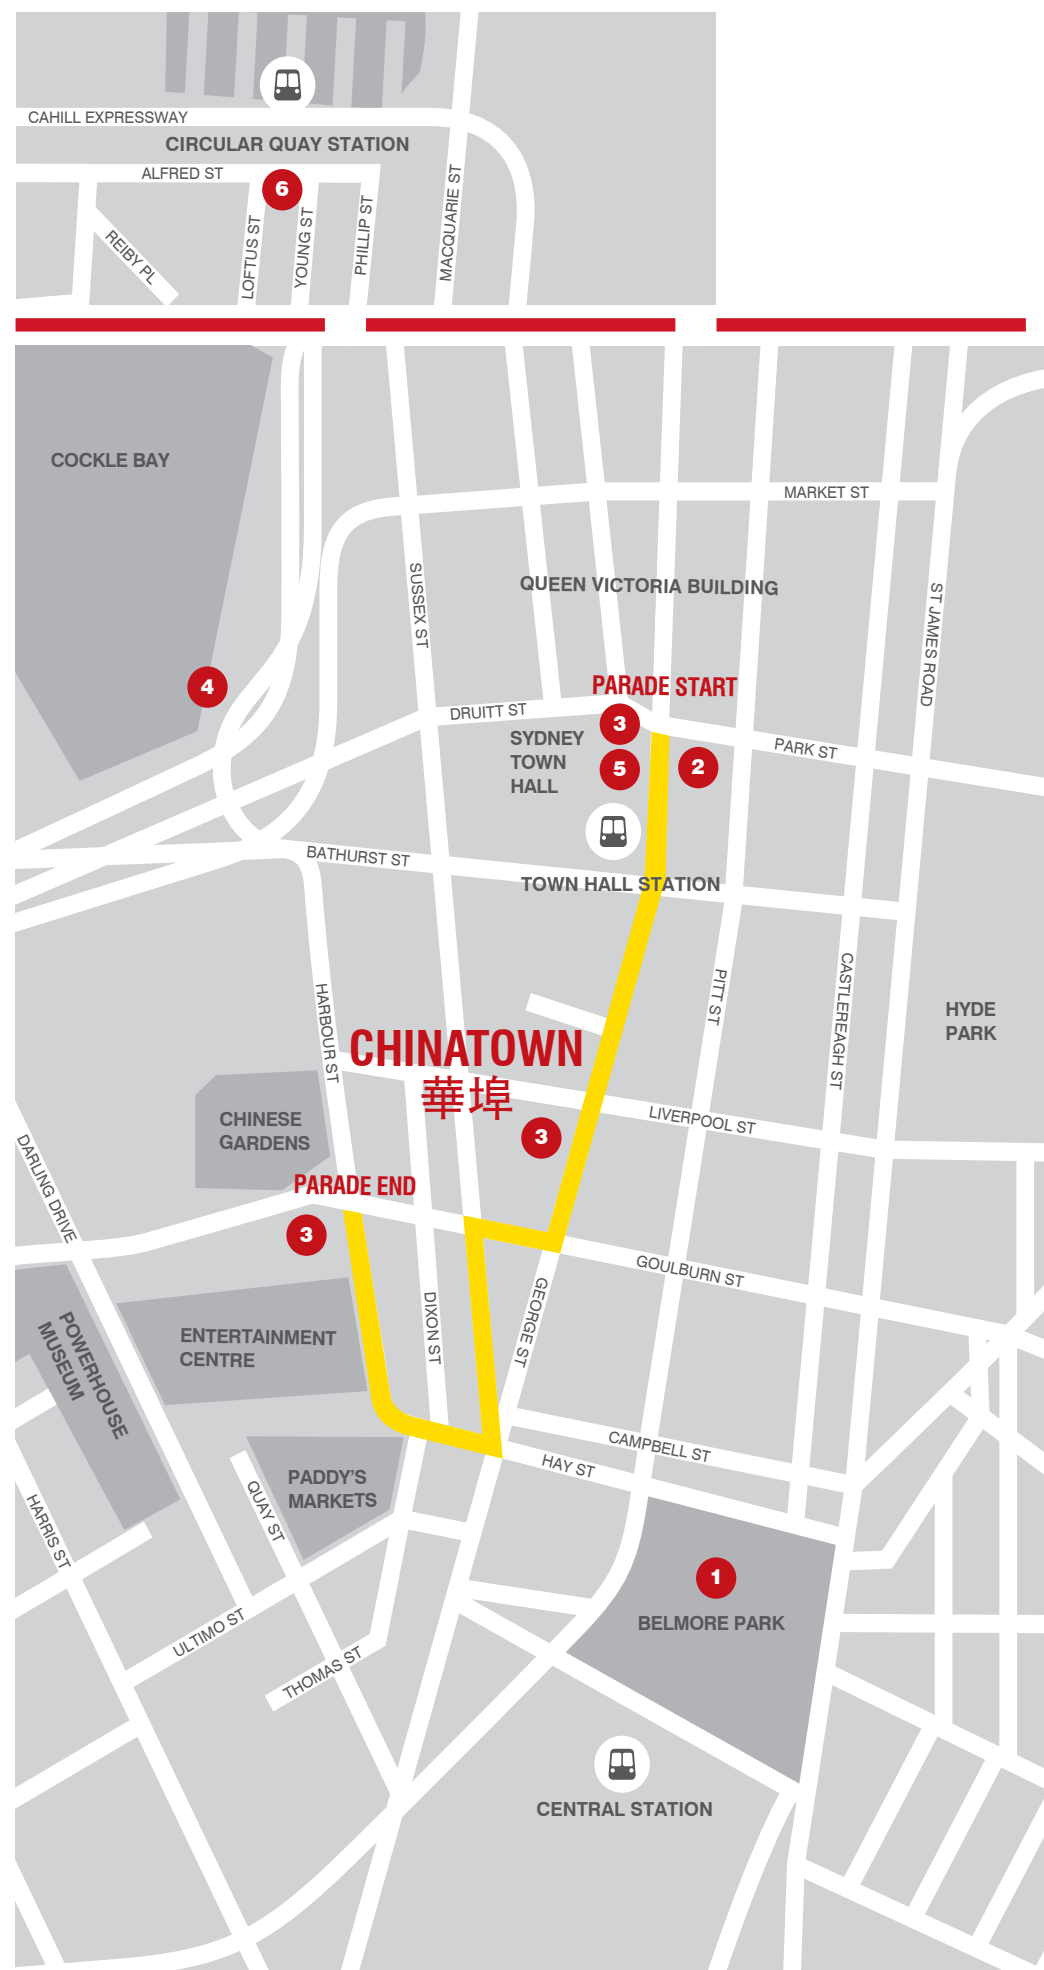 CAHILL EXPRESSWAY
CIRCULAR QUAY STATION
ALFRED ST
6
REIBY PL
LOFTUS ST
YOUNG ST
PHILLIP ST
MACQUARIE ST
COCKLE BAY
MARKET ST
SUSSEX ST
QUEEN VICTORIA BUILDING
ST JAMES ROAD
4
PARADE START
DRUITT ST
3
SYDNEY
TOWN
HALL
5
2
PARK ST
BATHURST ST
TOWN HALL STATION
HARBOUR ST
PITT ST
CASTLEREAGH ST
HYDE
PARK
CHINATOWN
華埠
CHINESE
GARDENS
3
LIVERPOOL ST
DARLING DRIVE
PARADE END
3
GOULBURN ST
POWERHOUSE
MUSEUM
ENTERTAINMENT
CENTRE
DIXON ST
GEORGE ST
CAMPBELL ST
HAY ST
PADDY'S
MARKETS
HARRIS ST
QUAY ST
1
BELMORE PARK
ULTIMO ST
THOMAS ST
CENTRAL STATION